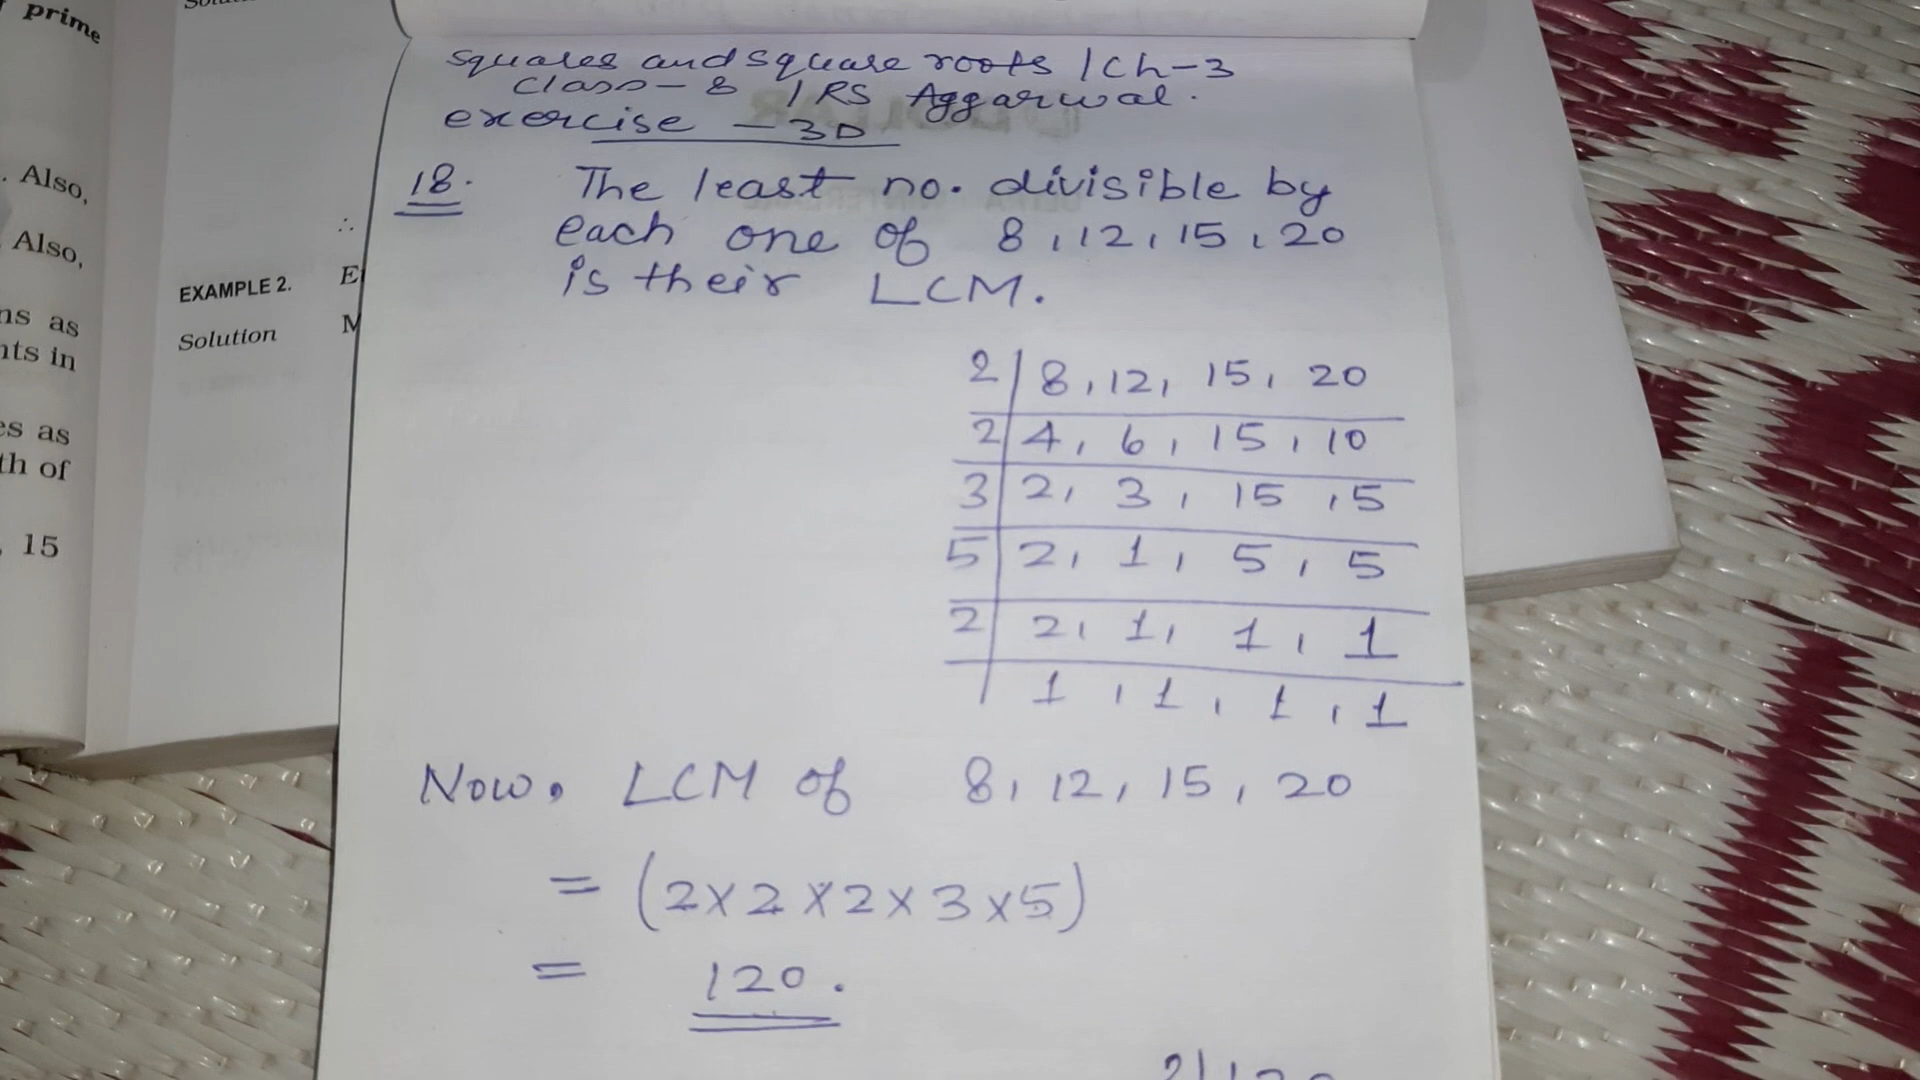 prime
. Also,
Also,
ns as
nts in
es as
th of
, 15
∴
EXAMPLE 2.
Solution
squares and square roots / Ch-3
Class-8 / RS Aggarwal.
exercise - 3D
18. The least no. divisible by
each one of 8, 12, 15, 20
is their LCM.
2 | 8, 12, 15, 20
2 | 4, 6, 15, 10
3 | 2, 3, 15, 5
5 | 2, 1, 5, 5
2 | 2, 1, 1, 1
| 1, 1, 1, 1
Now, LCM of 8, 12, 15, 20
= (2×2×2×3×5)
= 120.